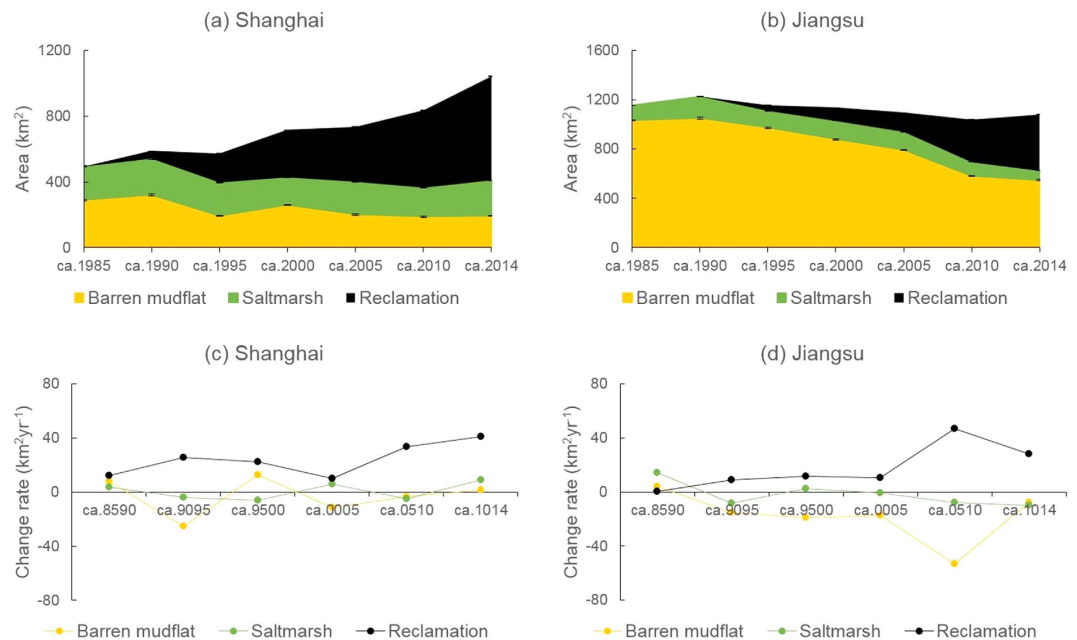 (a) Shanghai
Area (km²)
1200
800
400
0
ca.1985 ca.1990 ca.1995 ca.2000 ca.2005 ca.2010 ca.2014
Barren mudflat Saltmarsh Reclamation
(b) Jiangsu
Area (km²)
1600
1200
800
400
0
ca.1985 ca.1990 ca.1995 ca.2000 ca.2005 ca.2010 ca.2014
Barren mudflat Saltmarsh Reclamation
(c) Shanghai
Change rate (km²yr⁻¹)
80
40
0
-40
-80
ca.8590 ca.9095 ca.9500 ca.0005 ca.0510 ca.1014
Barren mudflat Saltmarsh Reclamation
(d) Jiangsu
Change rate (km²yr⁻¹)
80
40
0
-40
-80
ca.8590 ca.9095 ca.9500 ca.0005 ca.0510 ca.1014
Barren mudflat Saltmarsh Reclamation